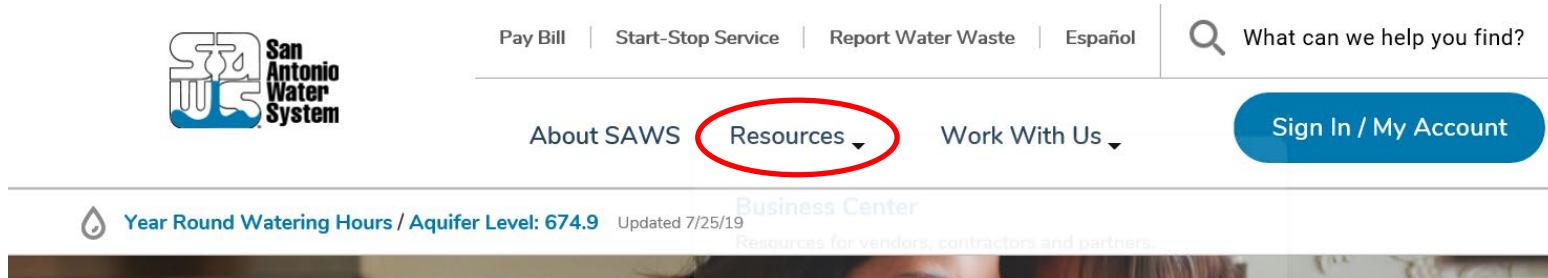 San
Antonio
Water
System
Pay Bill | Start-Stop Service | Report Water Waste | Español
What can we help you find?
About SAWS Resources Work With Us
Sign In / My Account
Year Round Watering Hours / Aquifer Level: 674.9 Updated 7/25/19
Business Center
Resources for vendors, contractors and partners.